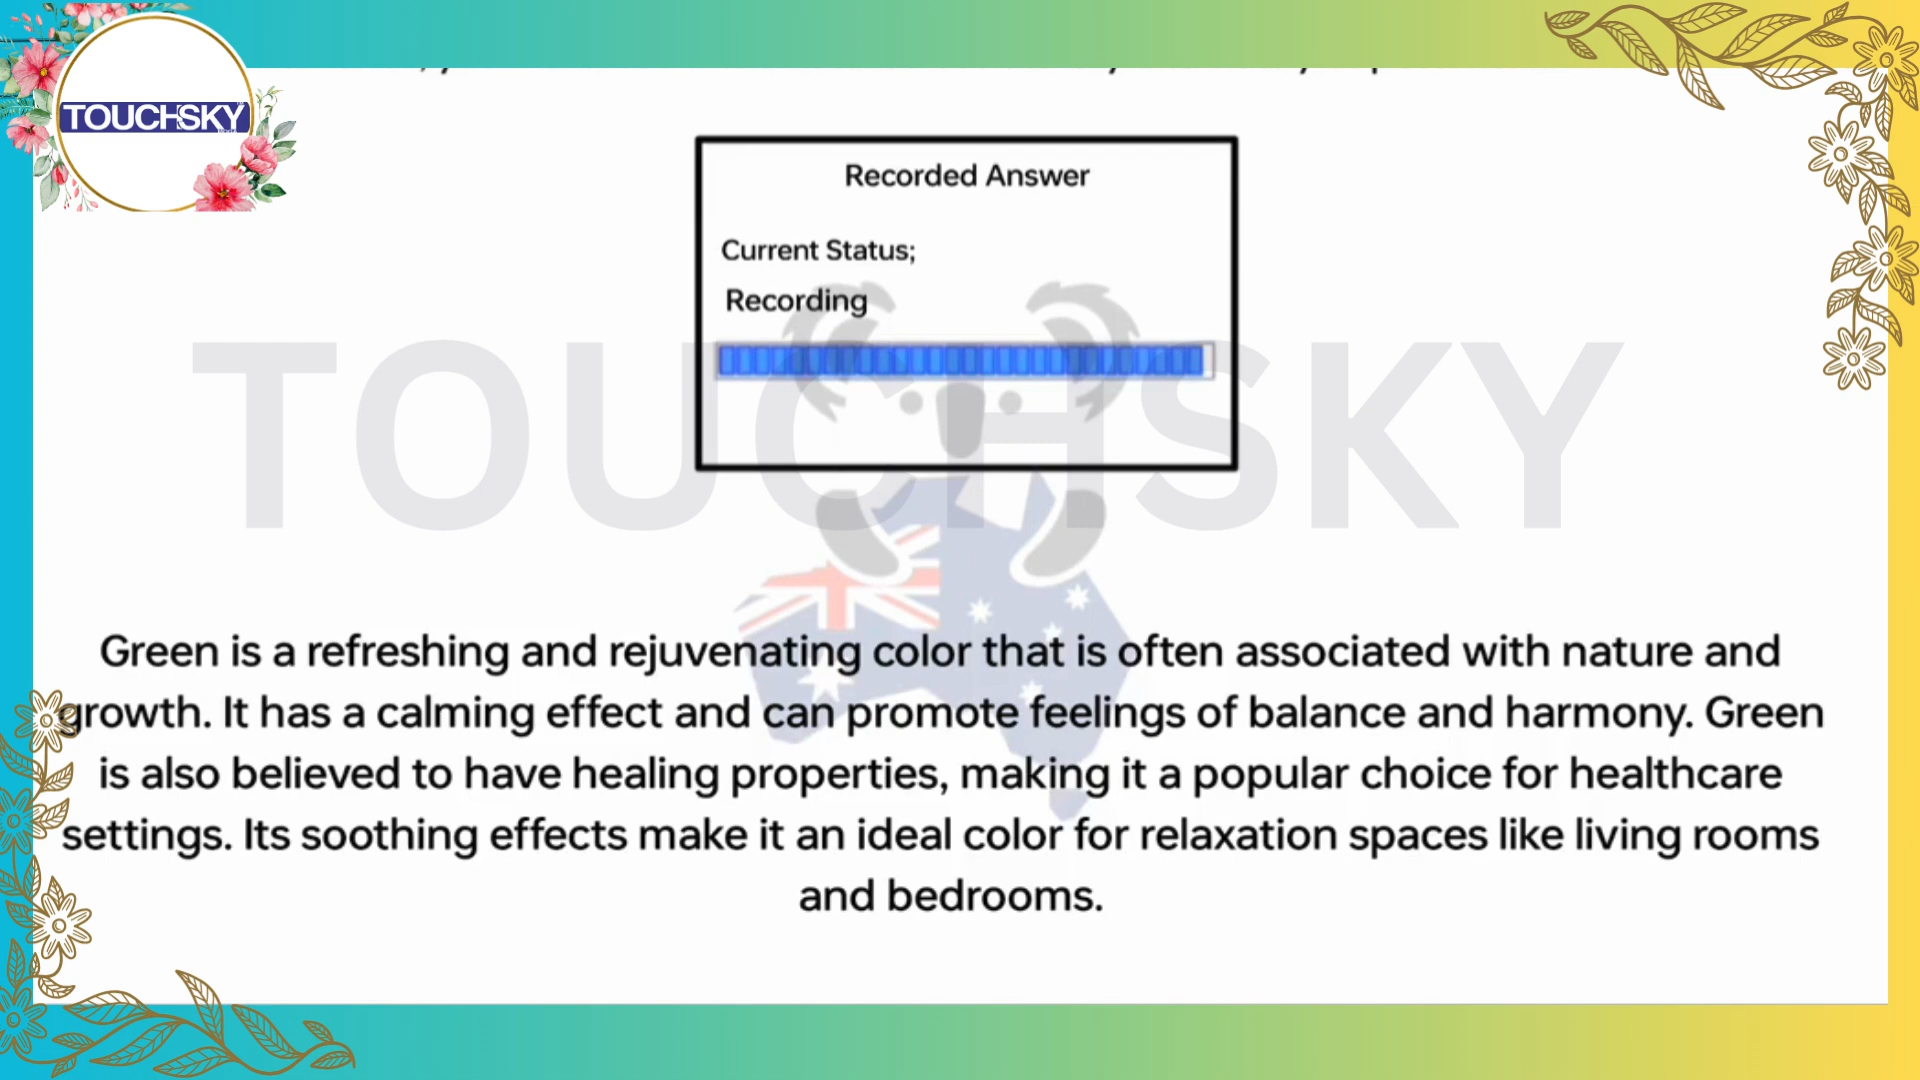 TOUCHSKY
Recorded Answer
Current Status;
Recording
TOUCHSKY
Green is a refreshing and rejuvenating color that is often associated with nature and
growth. It has a calming effect and can promote feelings of balance and harmony. Green
is also believed to have healing properties, making it a popular choice for healthcare
settings. Its soothing effects make it an ideal color for relaxation spaces like living rooms
and bedrooms.